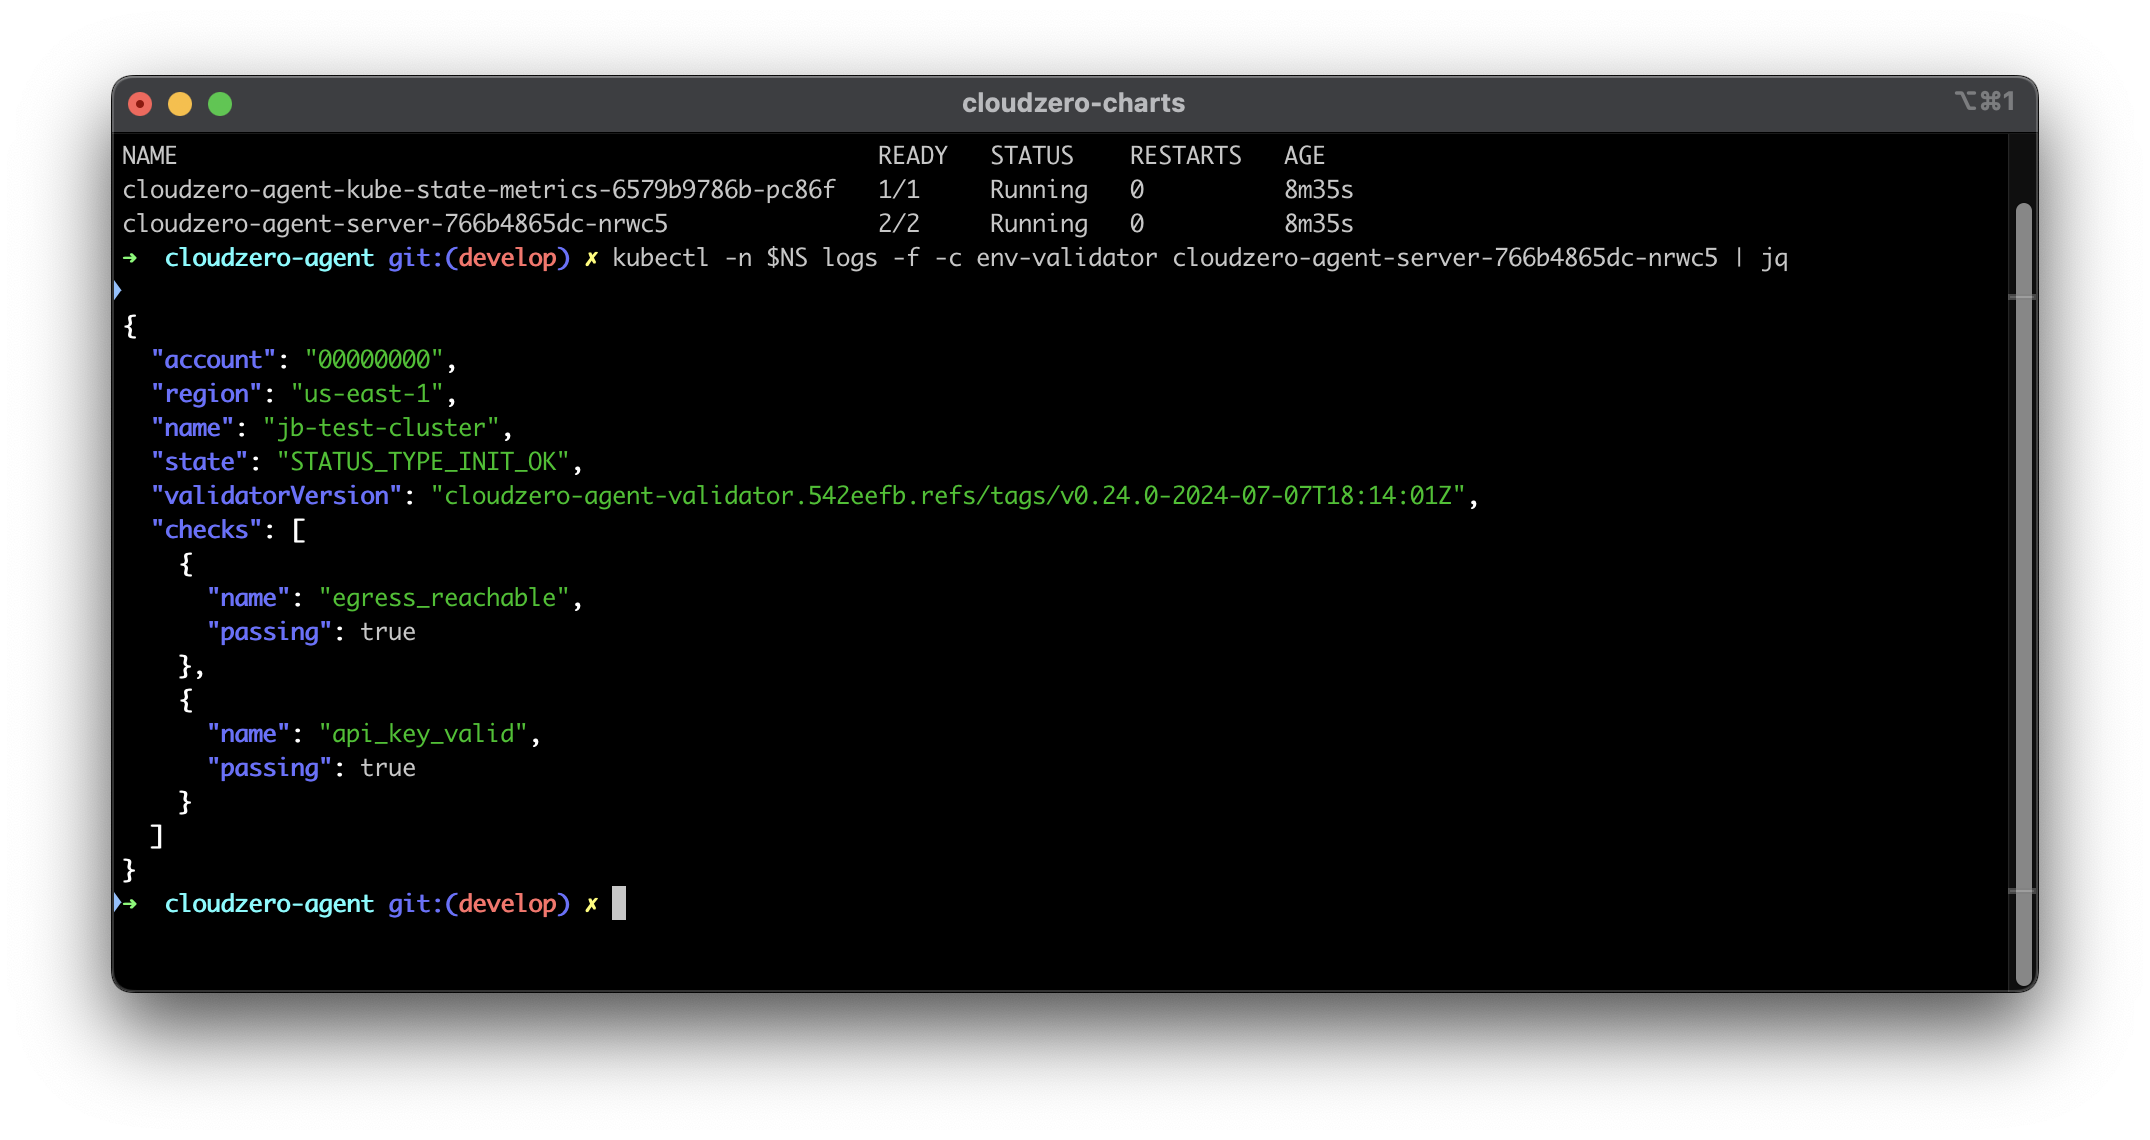 cloudzero-charts ⌥⌘1
NAME READY STATUS RESTARTS AGE
cloudzero-agent-kube-state-metrics-6579b9786b-pc86f 1/1 Running 0 8m35s
cloudzero-agent-server-766b4865dc-nrwc5 2/2 Running 0 8m35s
➜ cloudzero-agent git:(develop) ✗ kubectl -n $NS logs -f -c env-validator cloudzero-agent-server-766b4865dc-nrwc5 | jq
{
"account": "00000000",
"region": "us-east-1",
"name": "jb-test-cluster",
"state": "STATUS_TYPE_INIT_OK",
"validatorVersion": "cloudzero-agent-validator.542eefb.refs/tags/v0.24.0-2024-07-07T18:14:01Z",
"checks": [
{
"name": "egress_reachable",
"passing": true
},
{
"name": "api_key_valid",
"passing": true
}
]
}
➜ cloudzero-agent git:(develop) ✗